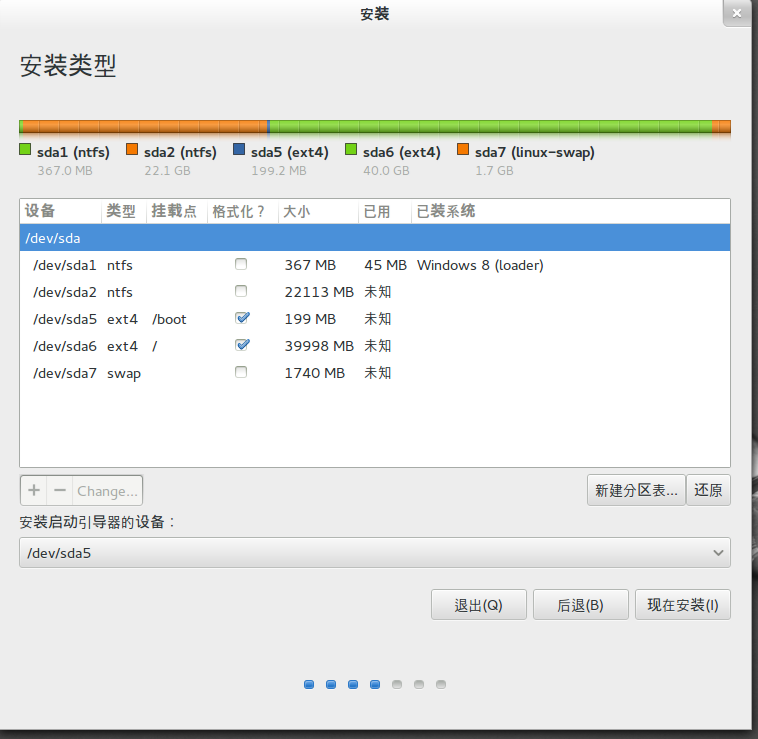 安装
安装类型
sda1 (ntfs) sda2 (ntfs) sda5 (ext4) sda6 (ext4) sda7 (linux-swap)
367.0 MB 22.1 GB 199.2 MB 40.0 GB 1.7 GB
设备 类型 挂载点 格式化？ 大小 已用 已装系统
/dev/sda
/dev/sda1 ntfs 367 MB 45 MB Windows 8 (loader)
/dev/sda2 ntfs 22113 MB 未知
/dev/sda5 ext4 /boot 199 MB 未知
/dev/sda6 ext4 / 39998 MB 未知
/dev/sda7 swap 1740 MB 未知
+ − Change... 新建分区表... 还原
安装启动引导器的设备：
/dev/sda5
退出(Q) 后退(B) 现在安装(I)